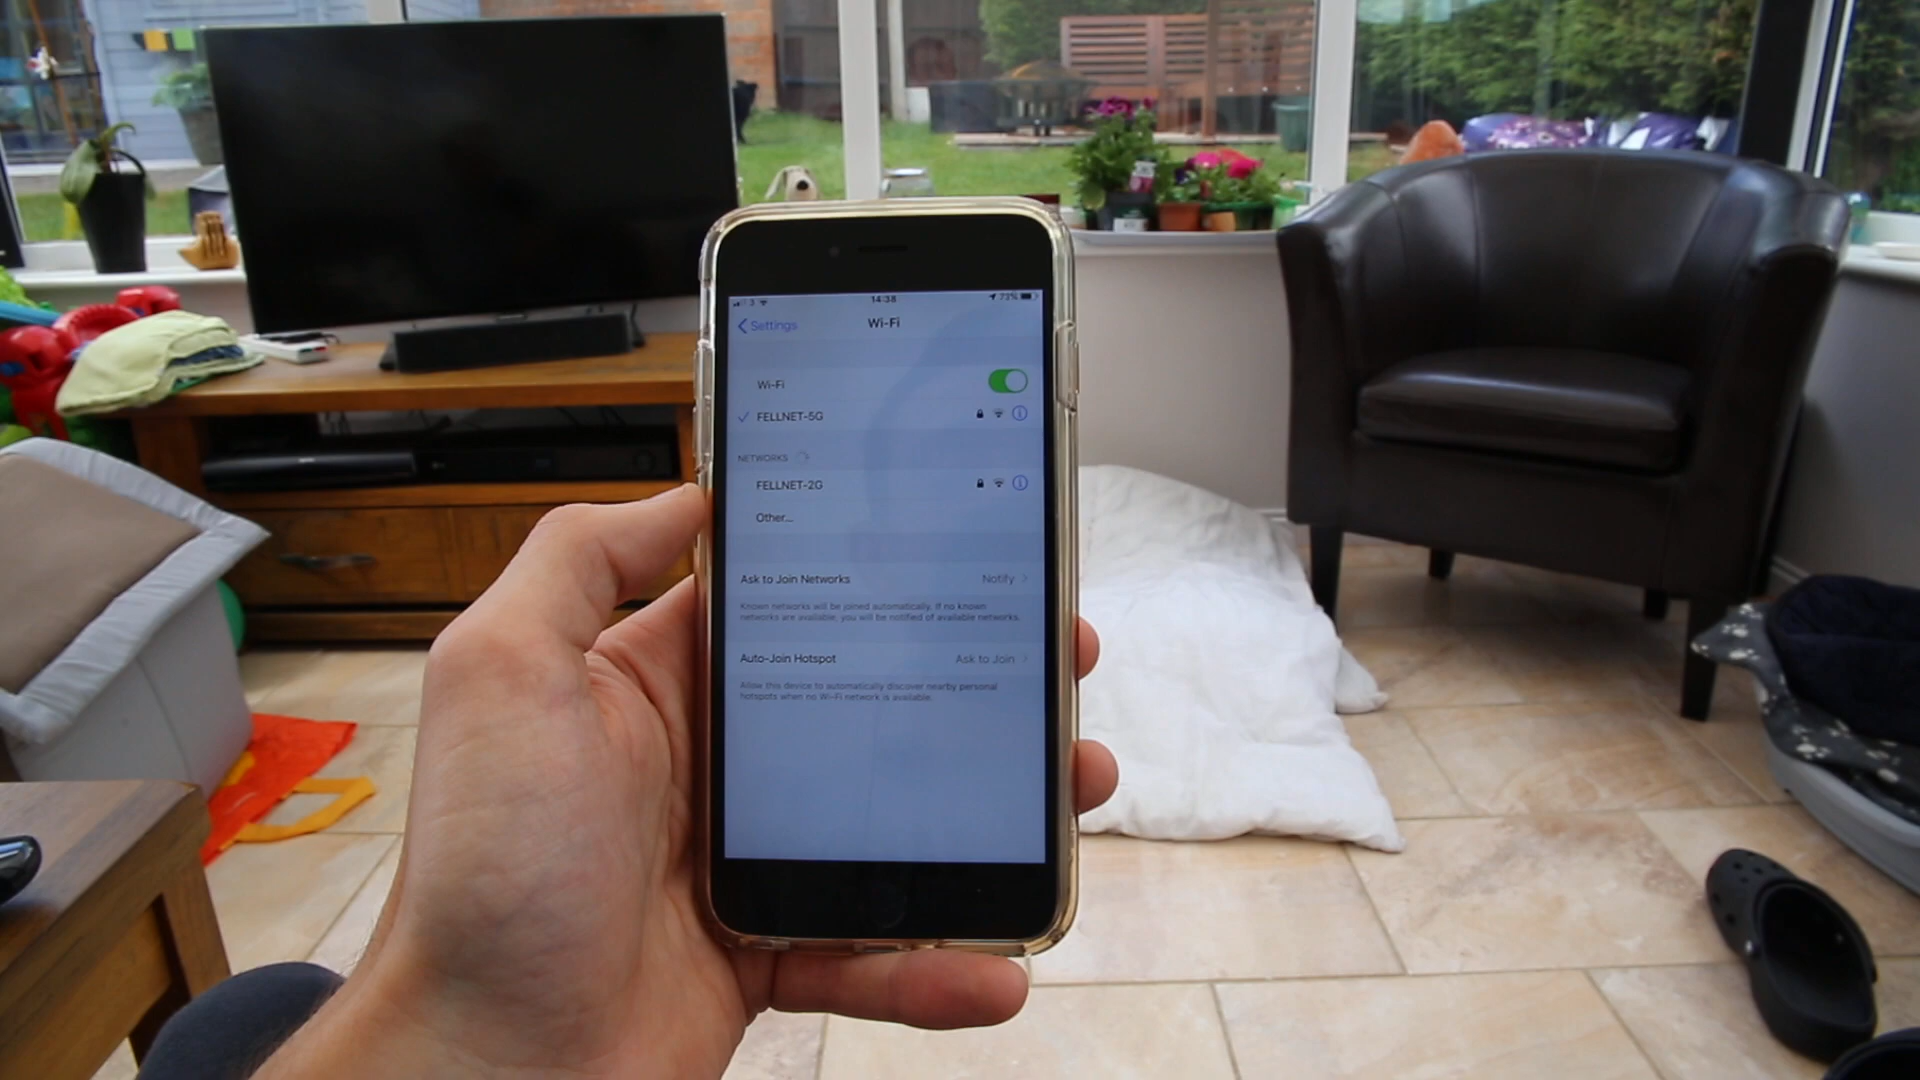 3 14:38 73%
Settings Wi-Fi
Wi-Fi
FELLNET-5G
NETWORKS
FELLNET-2G
Other...
Ask to Join Networks Notify
Known networks will be joined automatically. If no known
networks are available, you will be notified of available networks.
Auto-Join Hotspot Ask to Join
Allow this device to automatically discover nearby personal
hotspots when no Wi-Fi network is available.